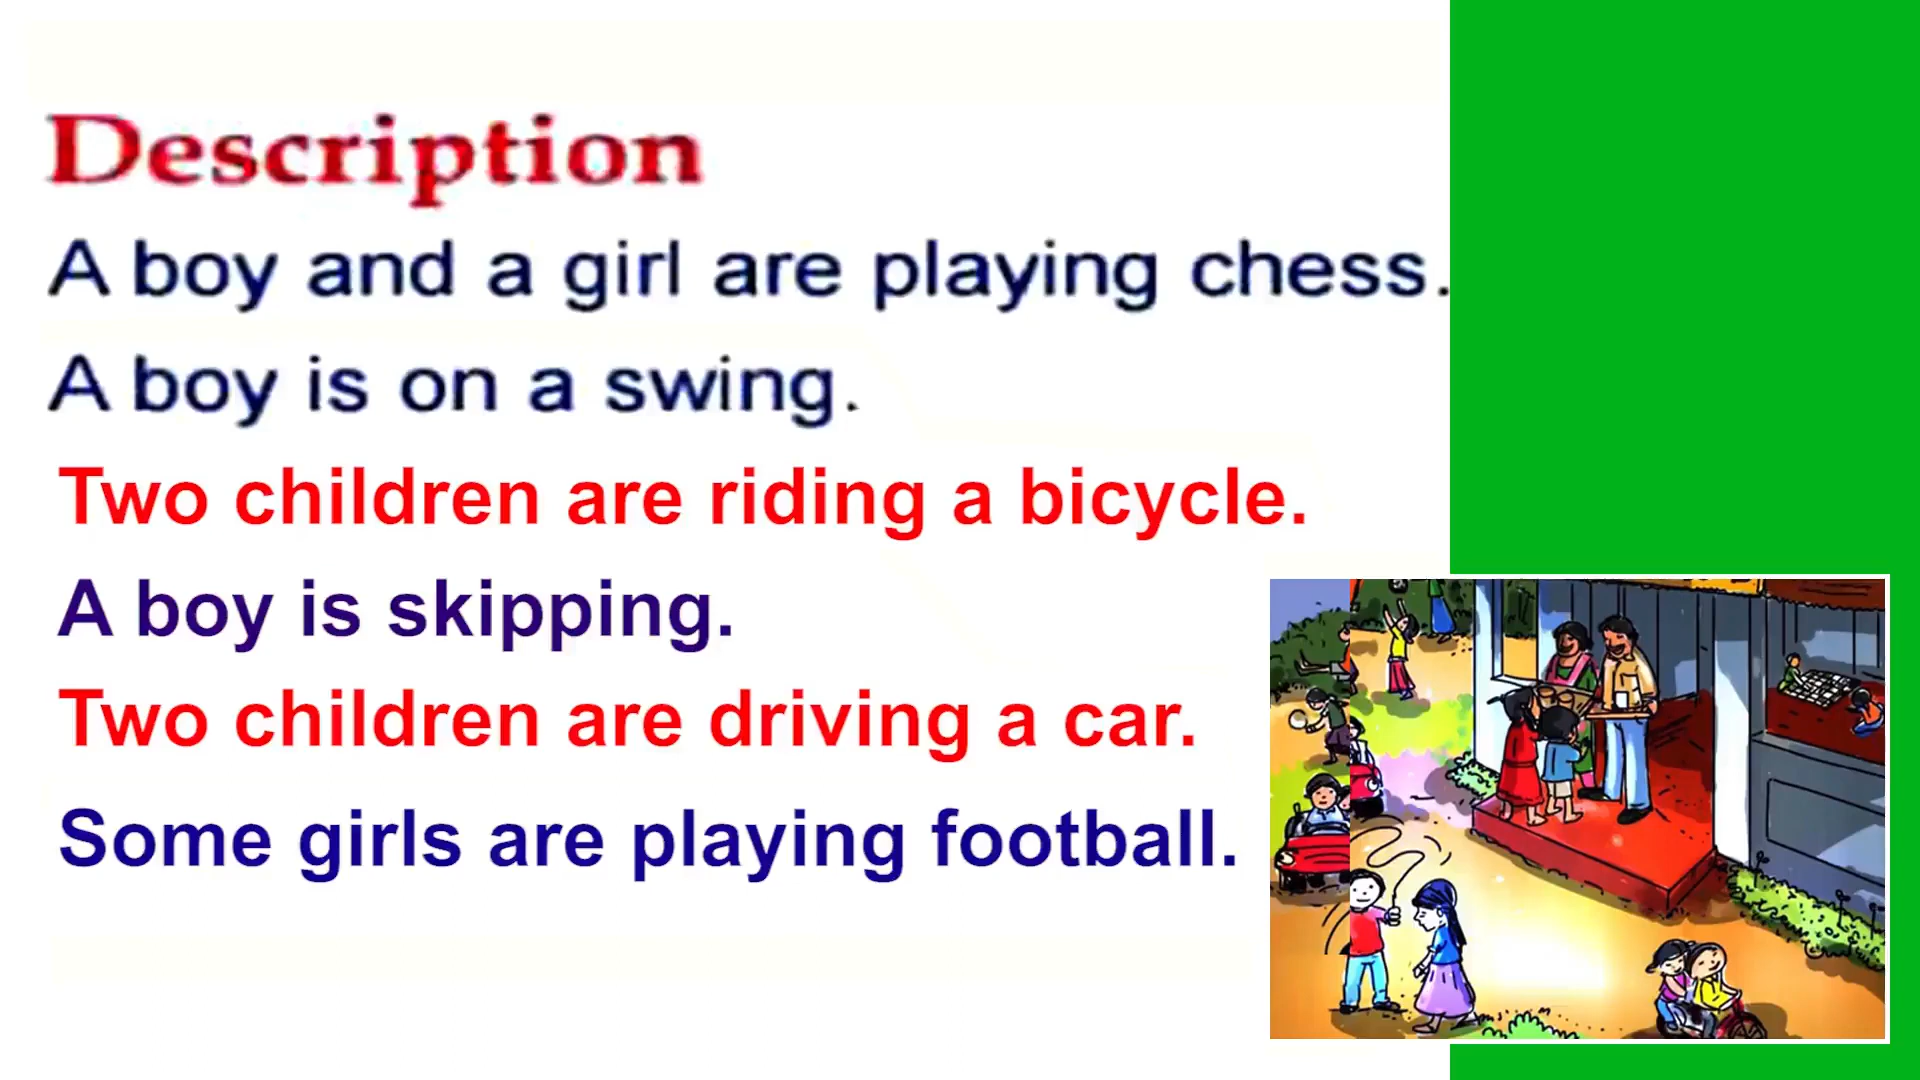 Description
A boy and a girl are playing chess.
A boy is on a swing.
Two children are riding a bicycle.
A boy is skipping.
Two children are driving a car.
Some girls are playing football.